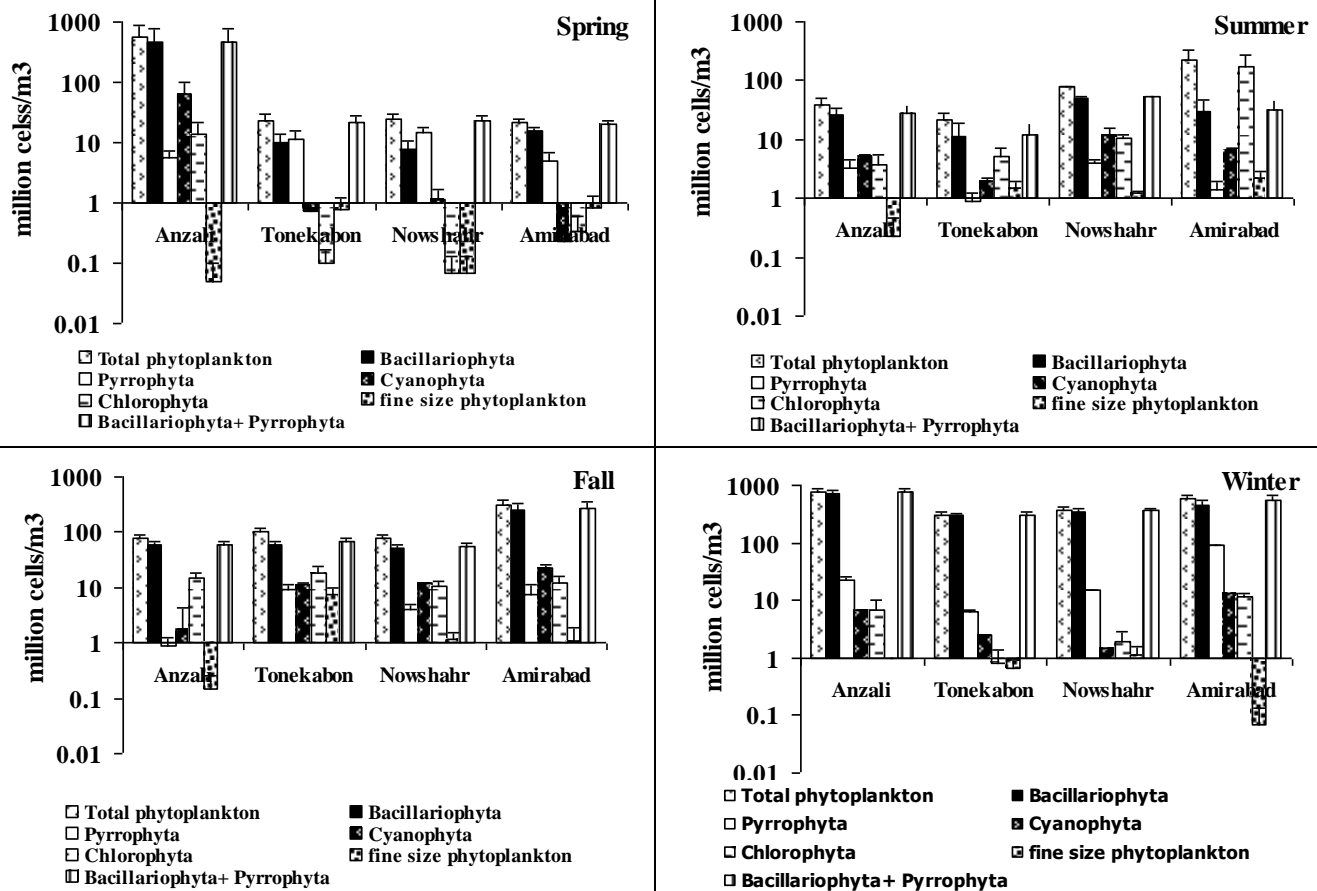 Spring
million celss/m3
1000
100
10
1
0.1
0.01
Anzali Tonekabon Nowshahr Amirabad
Total phytoplankton Bacillariophyta
Pyrrophyta Cyanophyta
Chlorophyta fine size phytoplankton
Bacillariophyta+ Pyrrophyta
Summer
million cells/m3
1000
100
10
1
0.1
0.01
Anzali Tonekabon Nowshahr Amirabad
Total phytoplankton Bacillariophyta
Pyrrophyta Cyanophyta
Chlorophyta fine size phytoplankton
Bacillariophyta+ Pyrrophyta
Fall
million cells/m3
1000
100
10
1
0.1
0.01
Anzali Tonekabon Nowshahr Amirabad
Total phytoplankton Bacillariophyta
Pyrrophyta Cyanophyta
Chlorophyta fine size phytoplankton
Bacillariophyta+ Pyrrophyta
Winter
million cells/m3
1000
100
10
1
0.1
0.01
Anzali Tonekabon Nowshahr Amirabad
Total phytoplankton Bacillariophyta
Pyrrophyta Cyanophyta
Chlorophyta fine size phytoplankton
Bacillariophyta+ Pyrrophyta